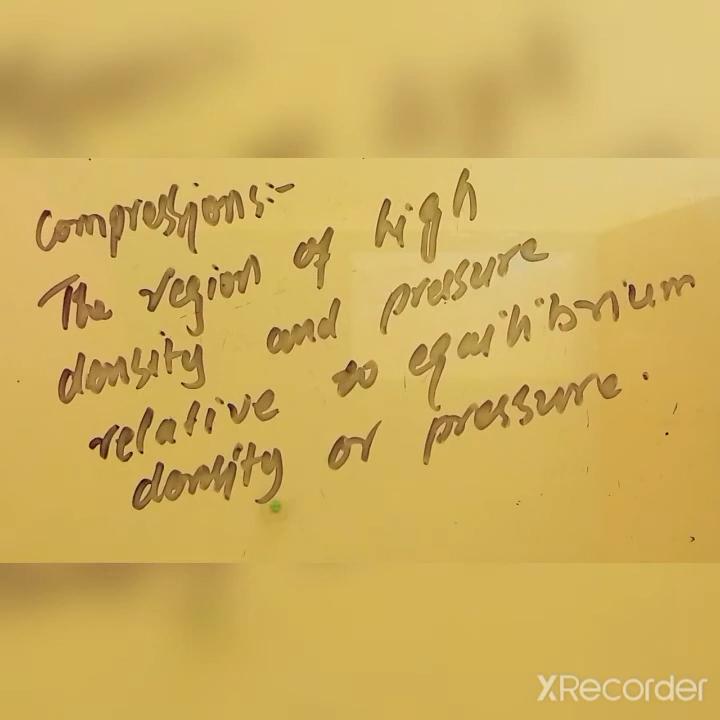 Compressions:-
The region of high
density and pressure
relative to equilibrium
density or pressure.
XRecorder